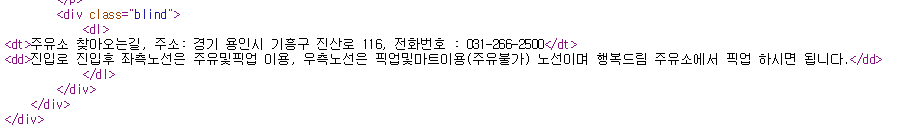 </p>
<div class="blind">
<dl>
<dt>주유소 찾아오는길, 주소: 경기 용인시 기흥구 진산로 116, 전화번호 : 031-266-2500</dt>
<dd>진입로 진입후 좌측노선은 주유및픽업 이용, 우측노선은 픽업및마트이용(주유불가) 노선이며 행복드림 주유소에서 픽업 하시면 됩니다.</dd>
</dl>
</div>
</div>
</div>